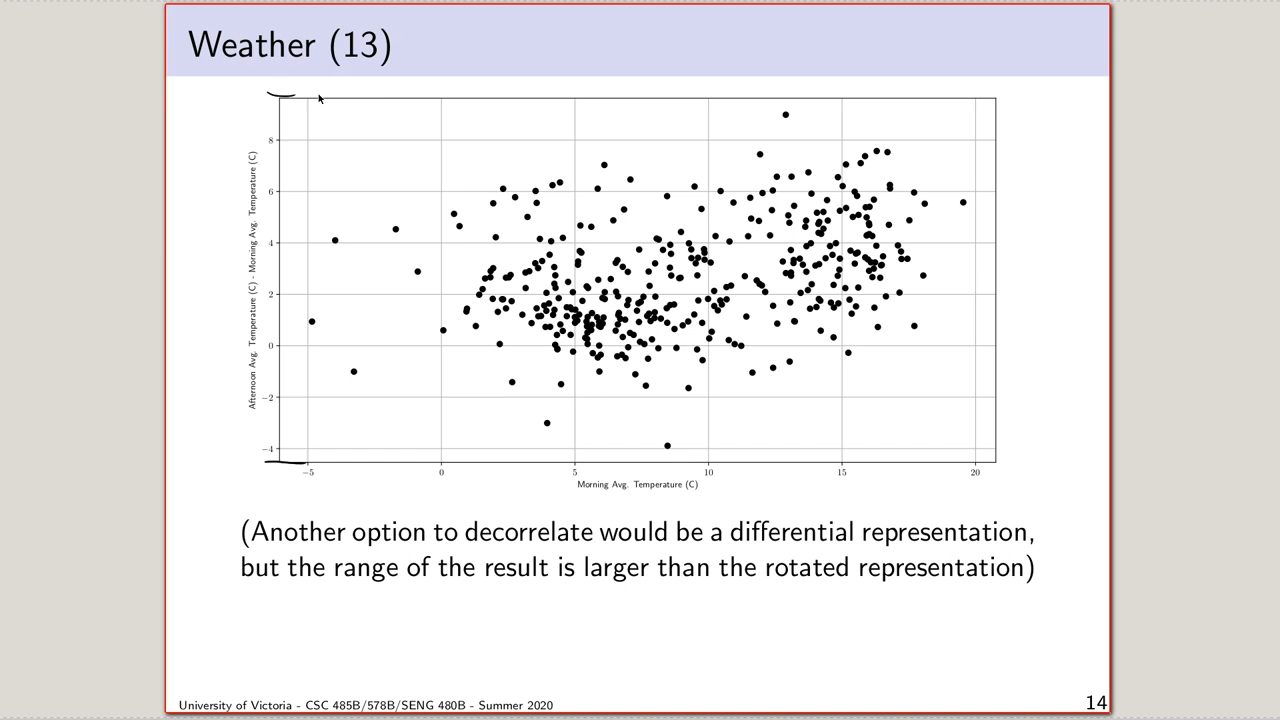 Weather (13)
Afternoon Avg. Temperature (C) - Morning Avg. Temperature (C)
8
6
4
2
0
−2
−4
−5
0
5
10
15
20
Morning Avg. Temperature (C)
(Another option to decorrelate would be a differential representation,
but the range of the result is larger than the rotated representation)
University of Victoria - CSC 485B/578B/SENG 480B - Summer 2020
14